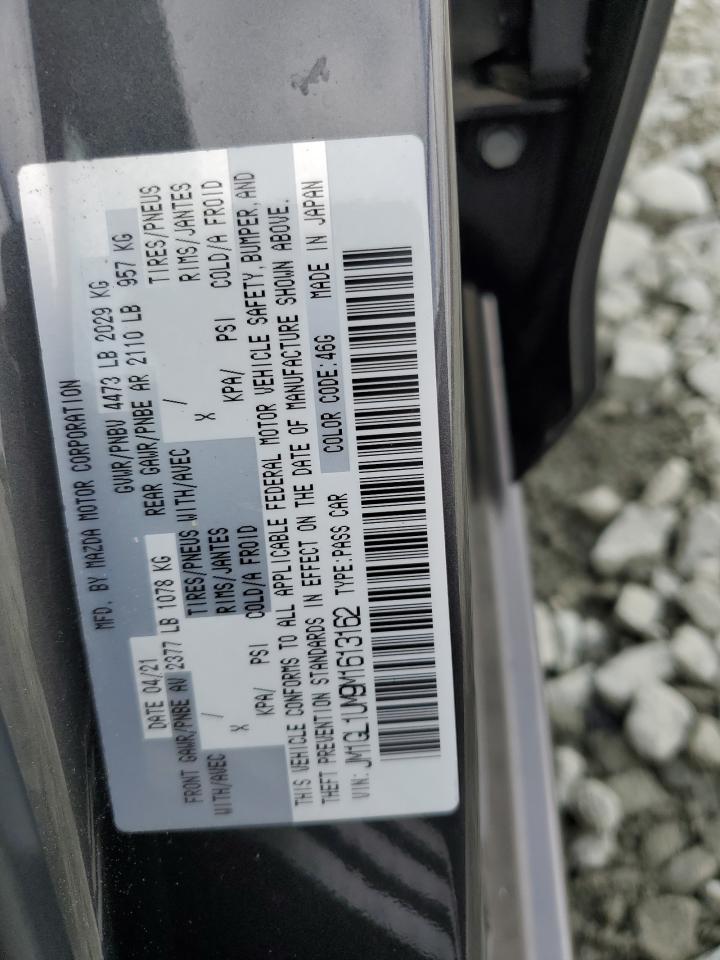 MFD. BY MAZDA MOTOR CORPORATION
DATE 04/21 GVWR/PNBV 4473 LB 2029 KG
FRONT GAWR/PNBE AV 2377 LB 1078 KG REAR GAWR/PNBE AR 2110 LB 957 KG
WITH/AVEC / TIRES/PNEUS WITH/AVEC / TIRES/PNEUS
X RIMS/JANTES X RIMS/JANTES
KPA/ PSI COLD/A FROID KPA/ PSI COLD/A FROID
THIS VEHICLE CONFORMS TO ALL APPLICABLE FEDERAL MOTOR VEHICLE SAFETY, BUMPER, AND
THEFT PREVENTION STANDARDS IN EFFECT ON THE DATE OF MANUFACTURE SHOWN ABOVE.
VIN: JM1GL1UM9M1613162 TYPE:PASS CAR COLOR CODE:46G MADE IN JAPAN